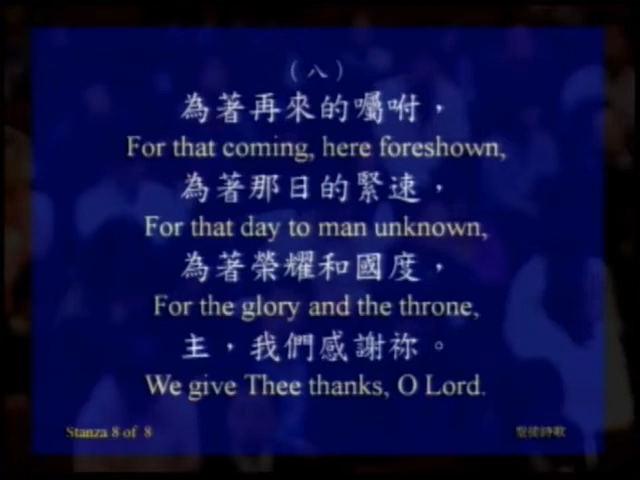 （八）
為著再來的囑咐，
For that coming, here foreshown,
為著那日的緊速，
For that day to man unknown,
為著榮耀和國度，
For the glory and the throne,
主，我們感謝祢。
We give Thee thanks, O Lord.
Stanza 8 of 8